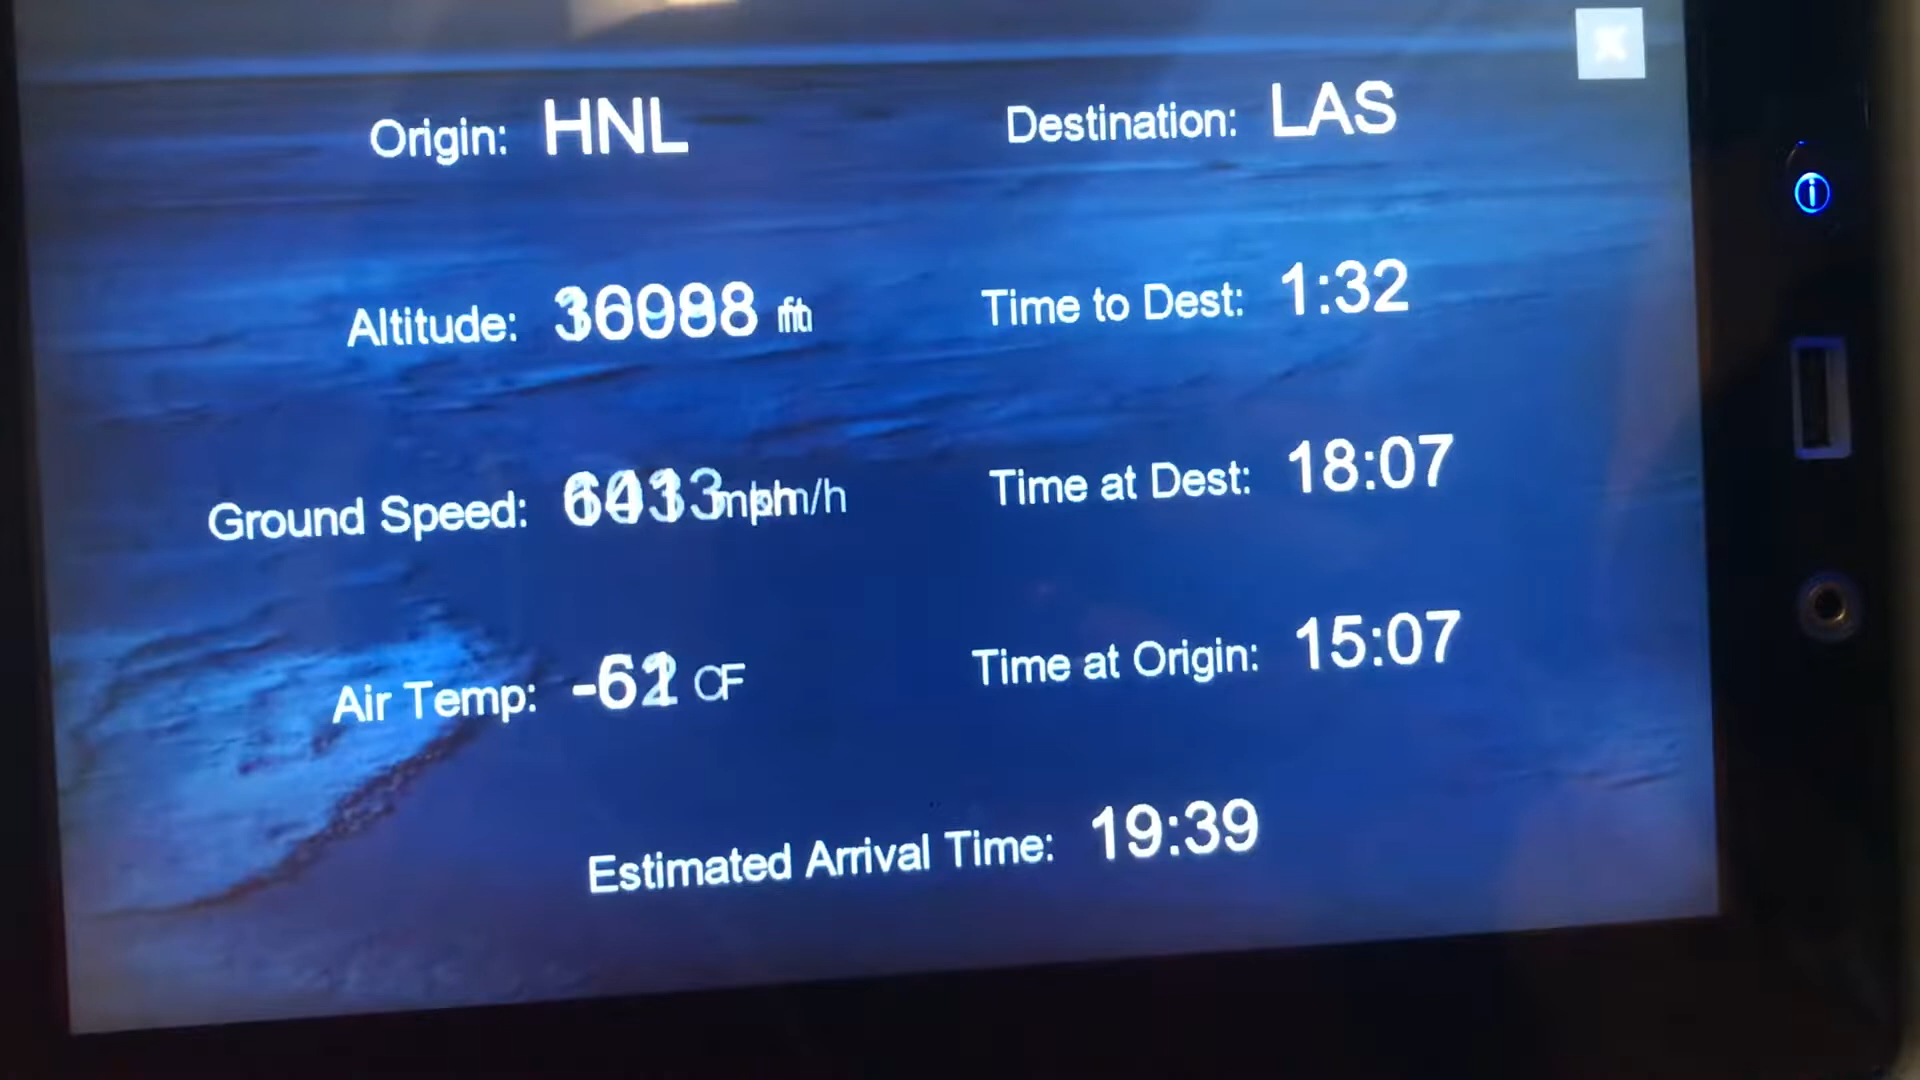 Origin: HNL
Destination: LAS
Altitude:
Time to Dest: 1:32
Ground Speed:
Time at Dest: 18:07
Air Temp:
Time at Origin: 15:07
Estimated Arrival Time: 19:39